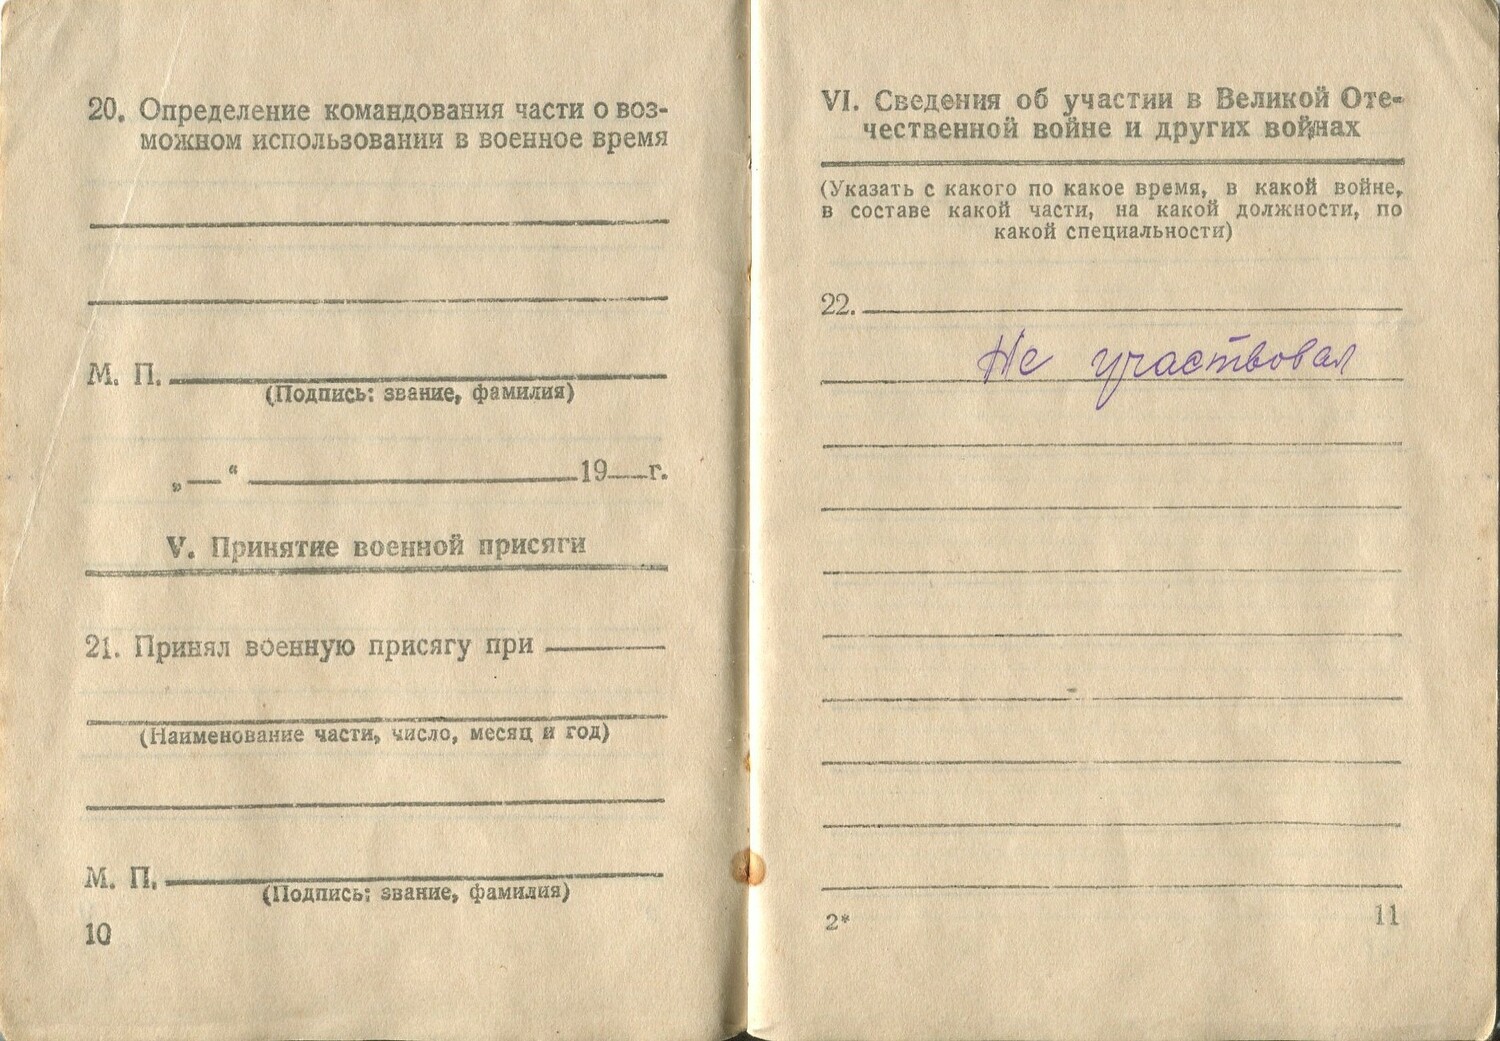 20. Определение командования части о воз-
можном использовании в военное время
М. П.
(Подпись: звание, фамилия)
„—“ 19 г.
V. Принятие военной присяги
21. Принял военную присягу при
(Наименование части, число, месяц и год)
М. П.
(Подпись: звание, фамилия)
10
VI. Сведения об участии в Великой Оте-
чественной войне и других войнах
(Указать с какого по какое время, в какой войне,
в составе какой части, на какой должности, по
какой специальности)
22.
Не участвовал
2*
11